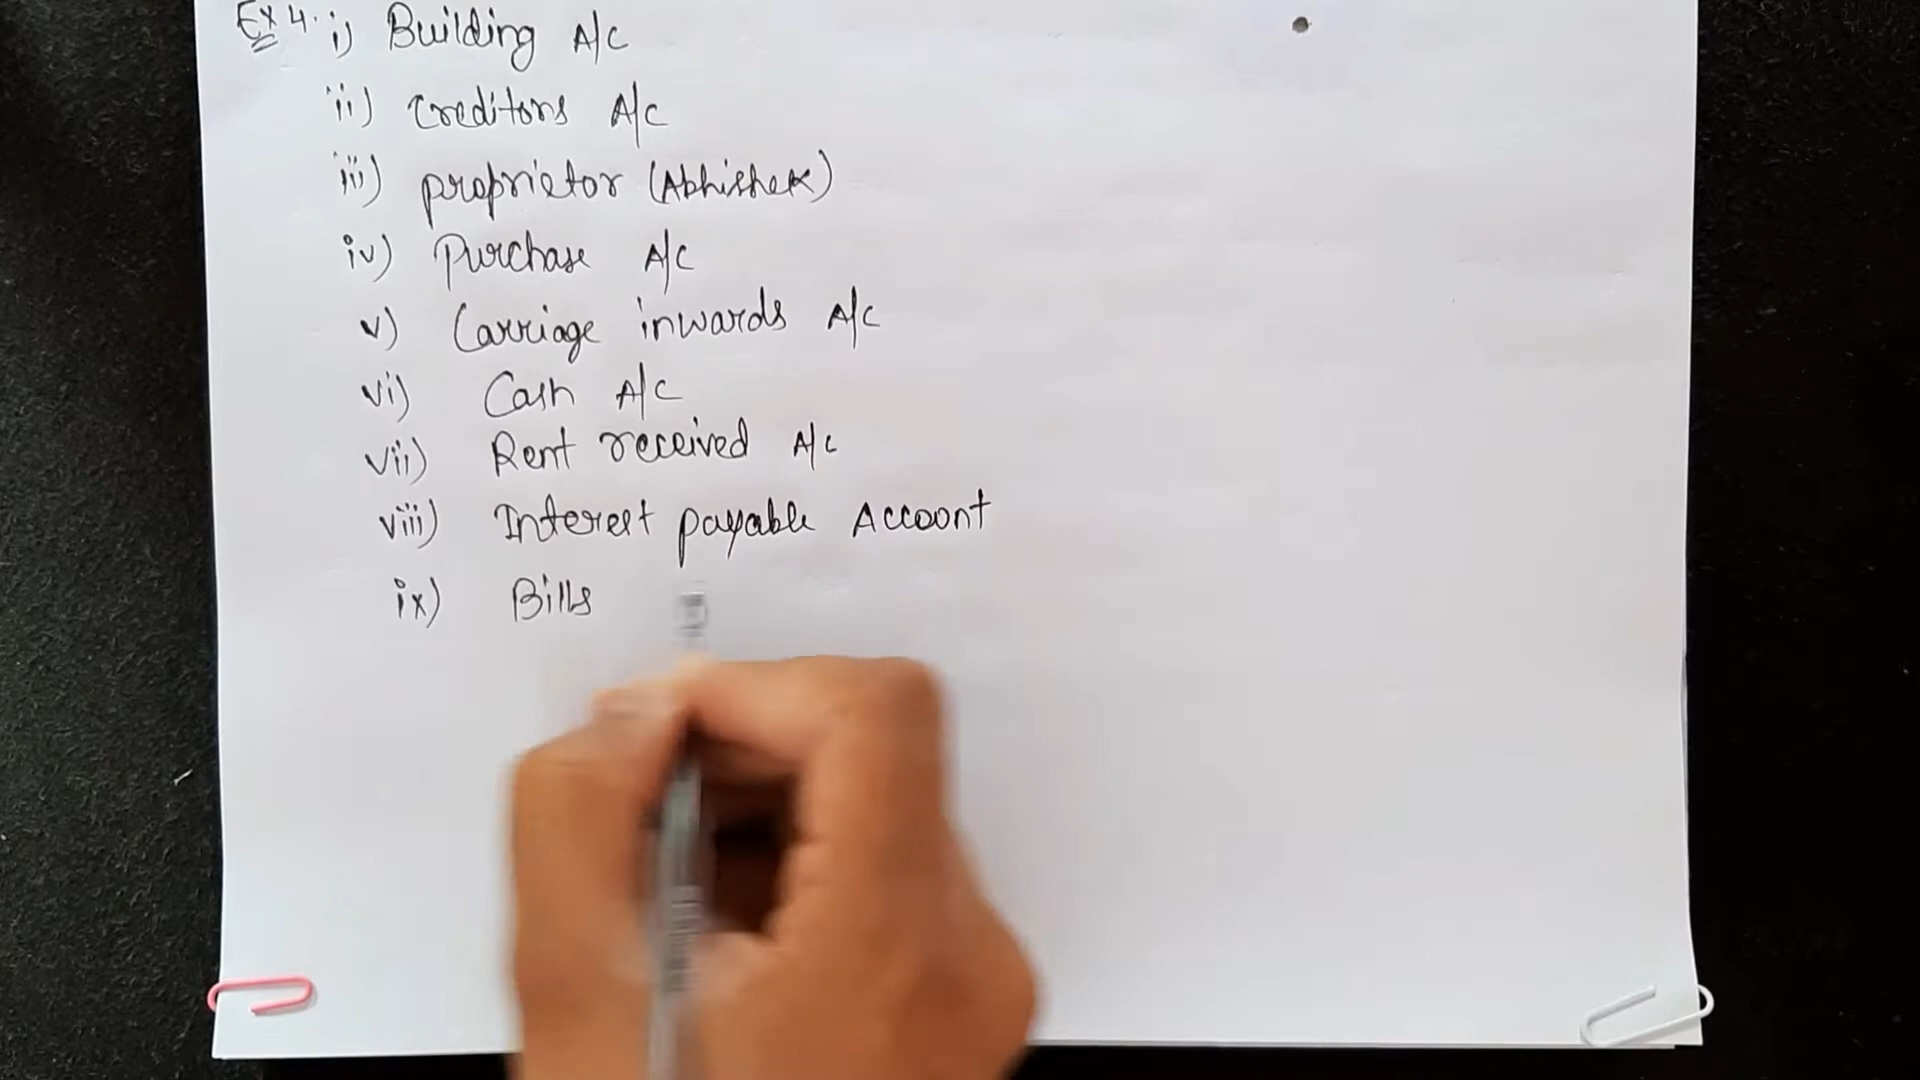 Ex 4. i) Building A/C
ii) Creditors A/C
iii) proprietor (Abhishek)
iv) Purchase A/C
v) Carriage inwards A/C
vi) Cash A/C
vii) Rent received A/C
viii) Interest payable Account
ix) Bills